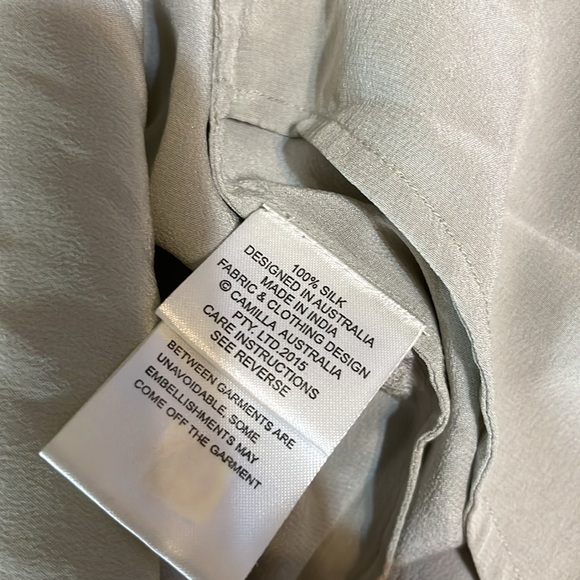 100% SILK
DESIGNED IN AUSTRALIA
MADE IN INDIA
FABRIC & CLOTHING DESIGN
© CAMILLA AUSTRALIA
PTY. LTD 2015
CARE INSTRUCTIONS
SEE REVERSE
BETWEEN GARMENTS ARE
UNAVOIDABLE, SOME
EMBELLISHMENTS MAY
COME OFF THE GARMENT